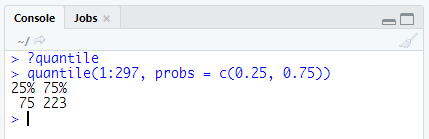 Console Jobs ×
~/
> ?quantile
> quantile(1:297, probs = c(0.25, 0.75))
25% 75%
 75 223
>